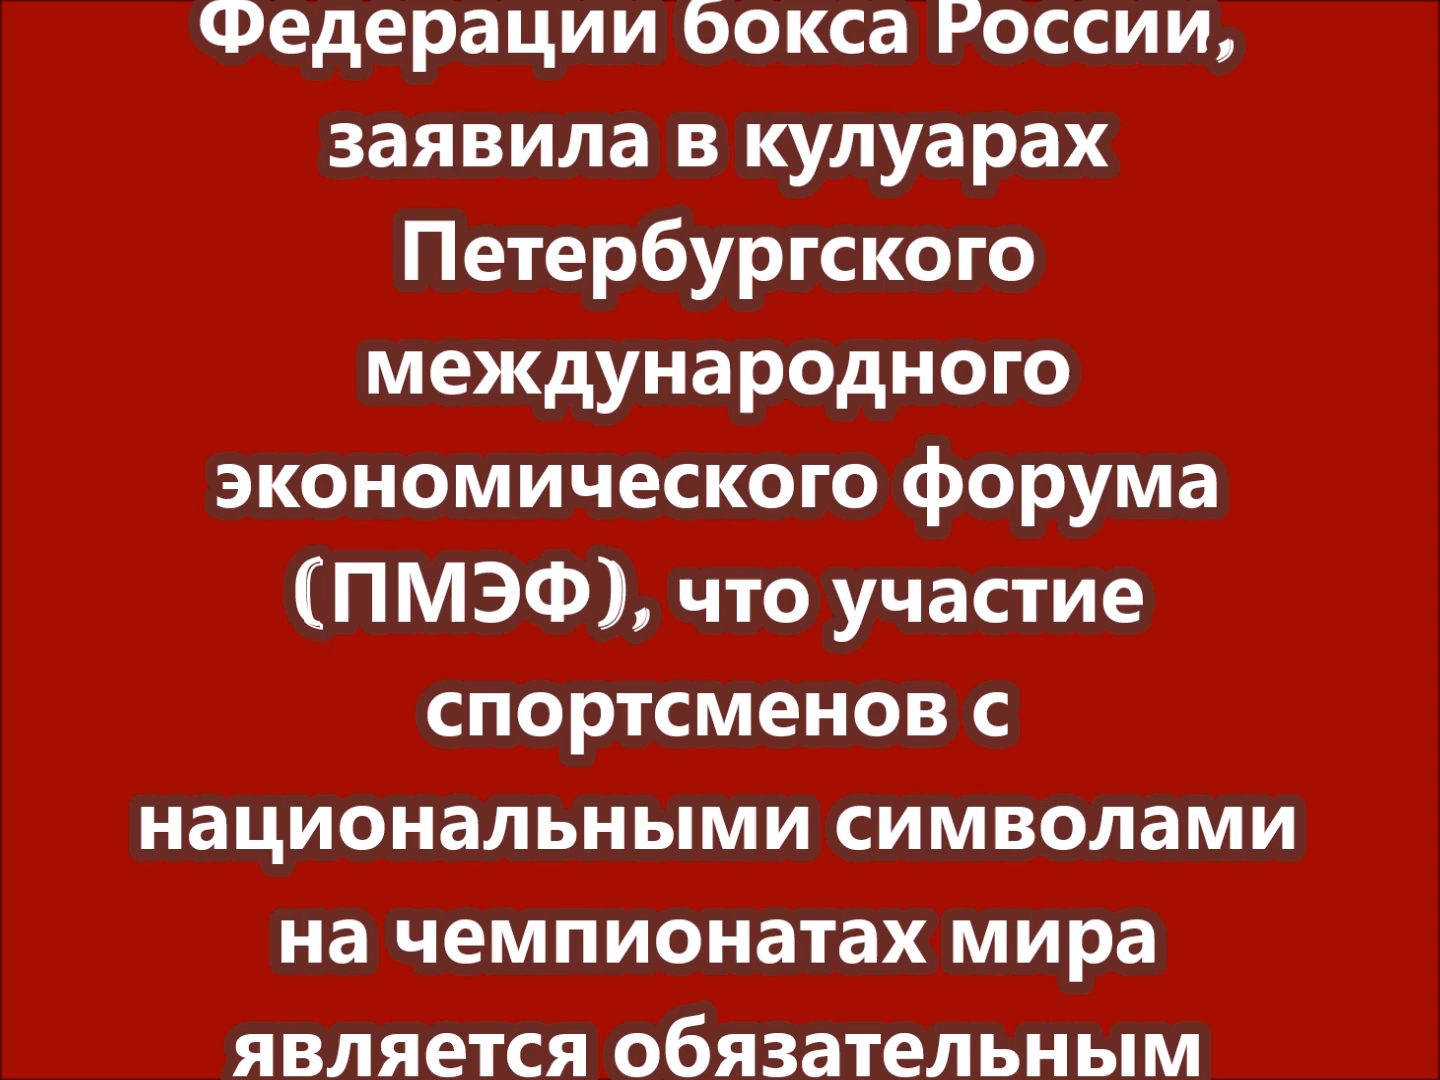 Федерации бокса России,
заявила в кулуарах
Петербургского
международного
экономического форума
(ПМЭФ), что участие
спортсменов с
национальными символами
на чемпионатах мира
является обязательным